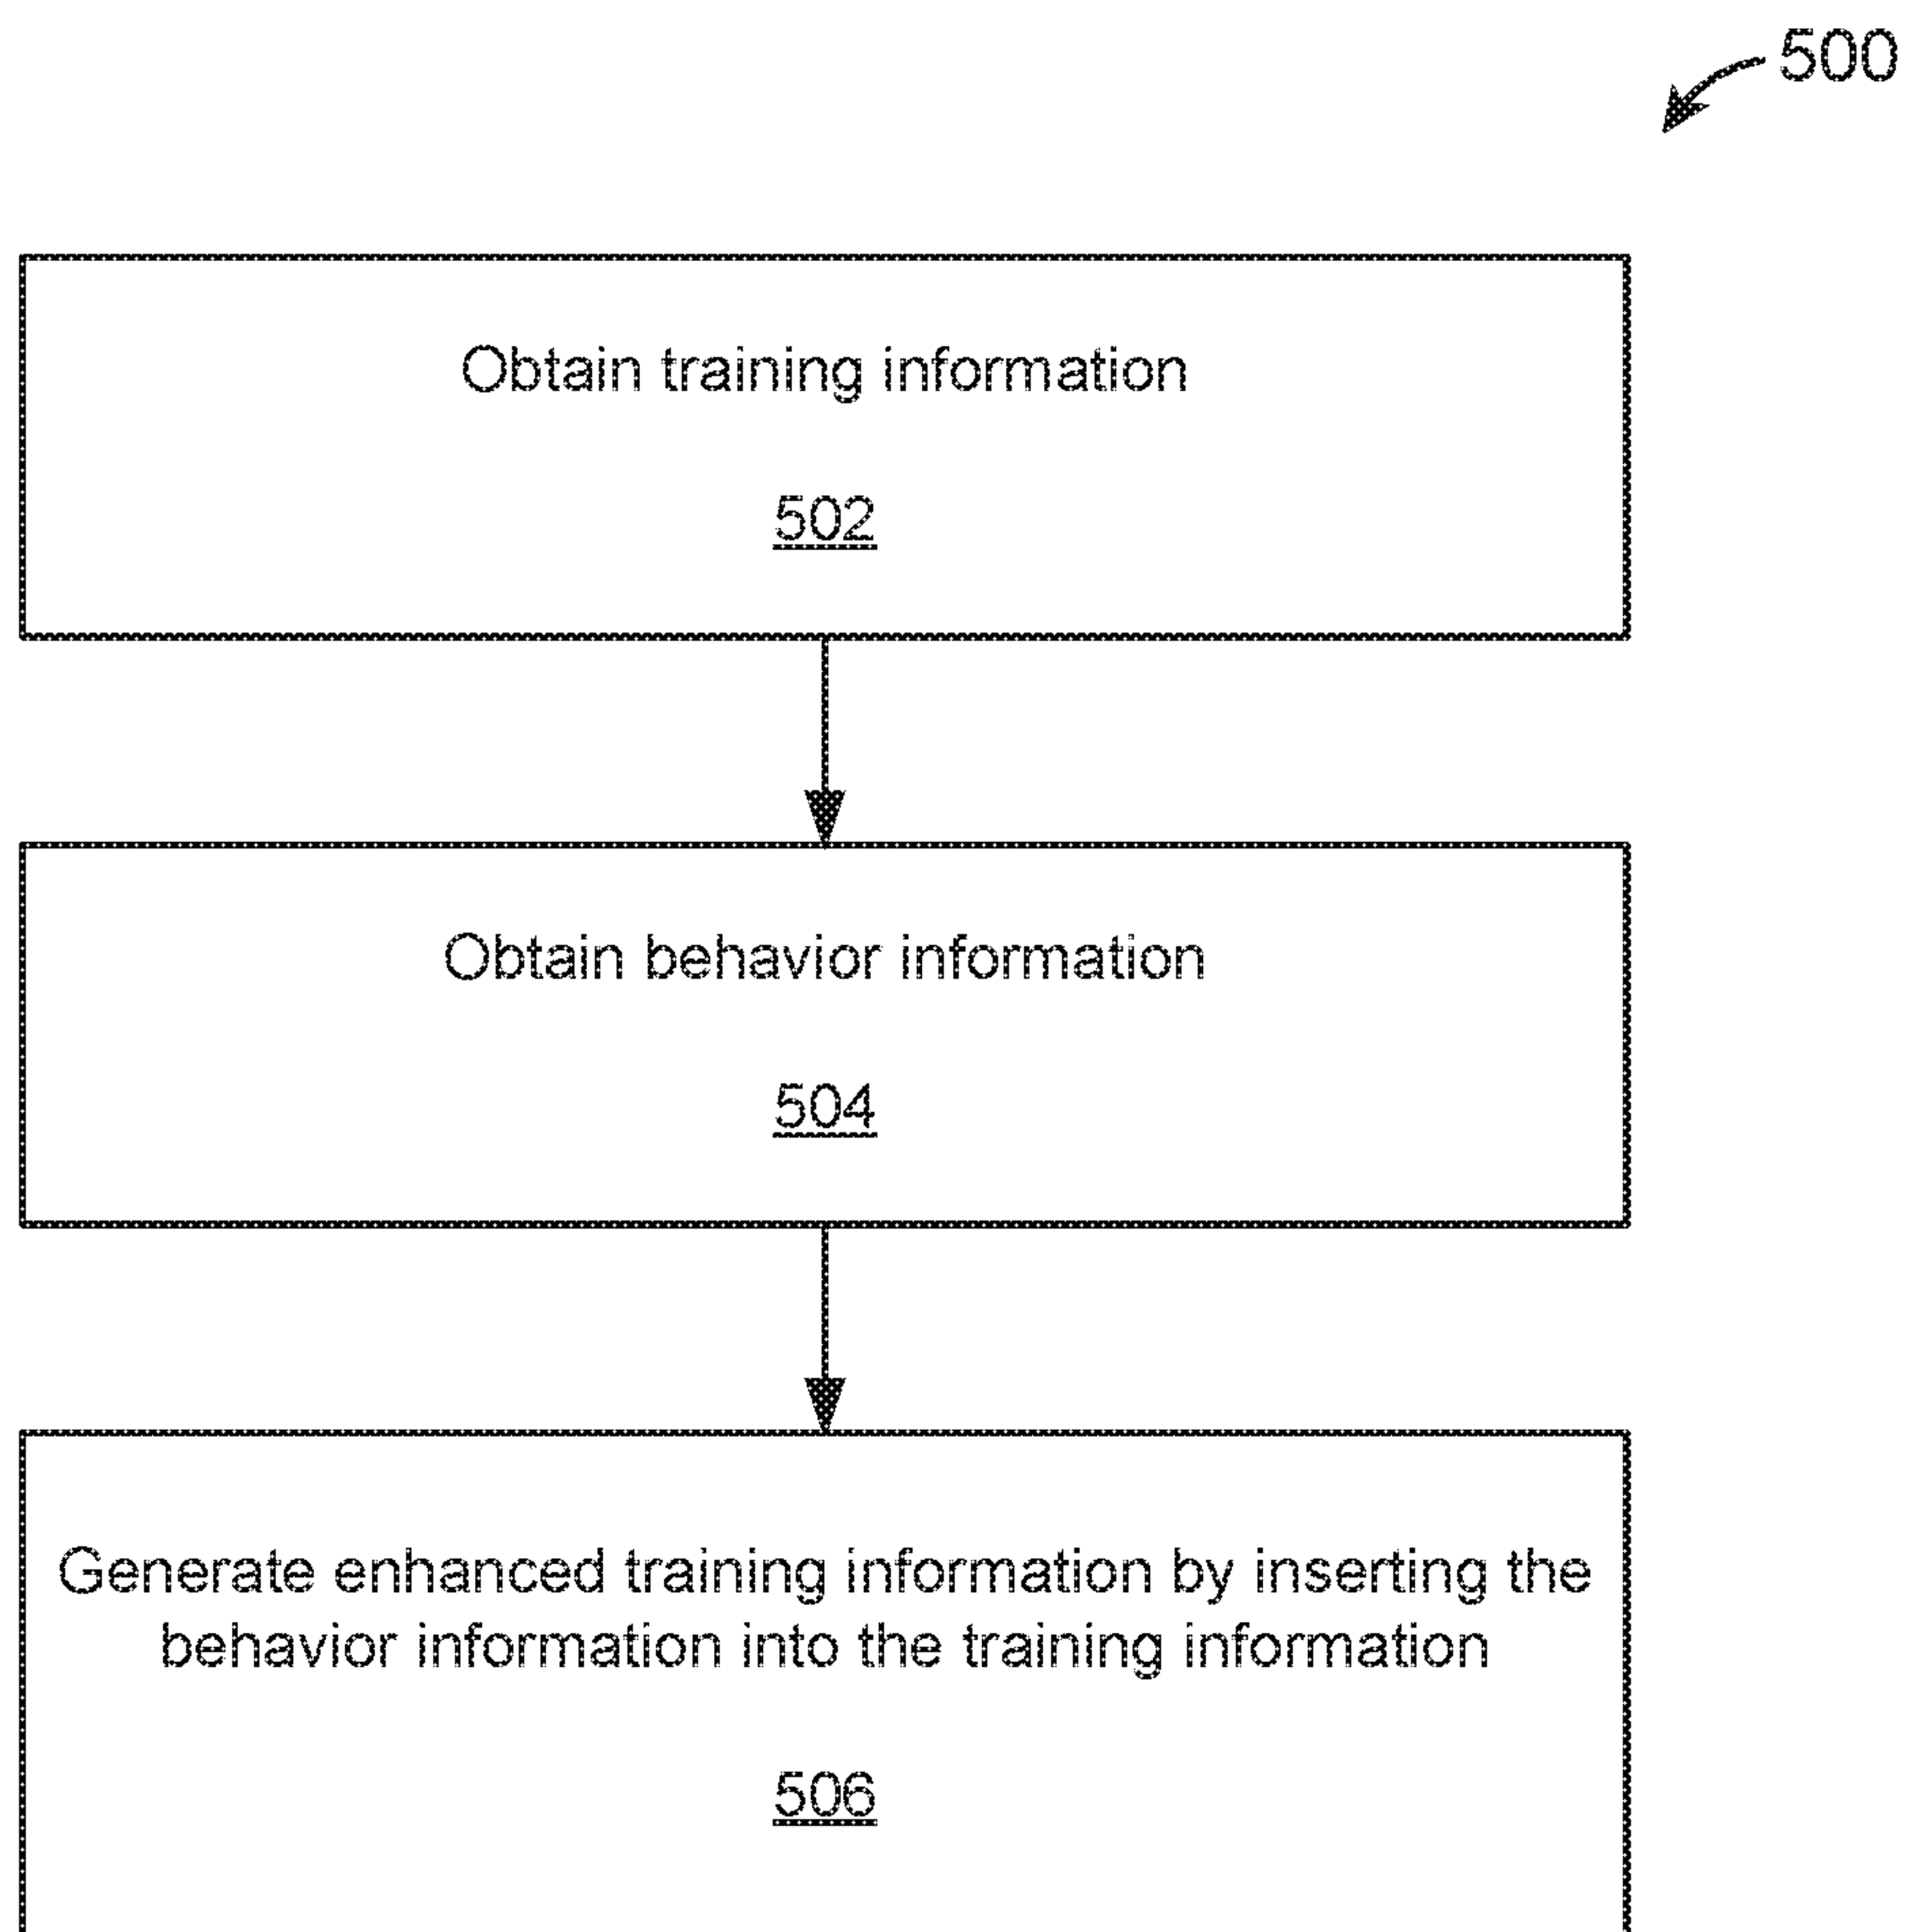 500
Obtain training information
502
Obtain behavior information
504
Generate enhanced training information by inserting the
behavior information into the training information
506